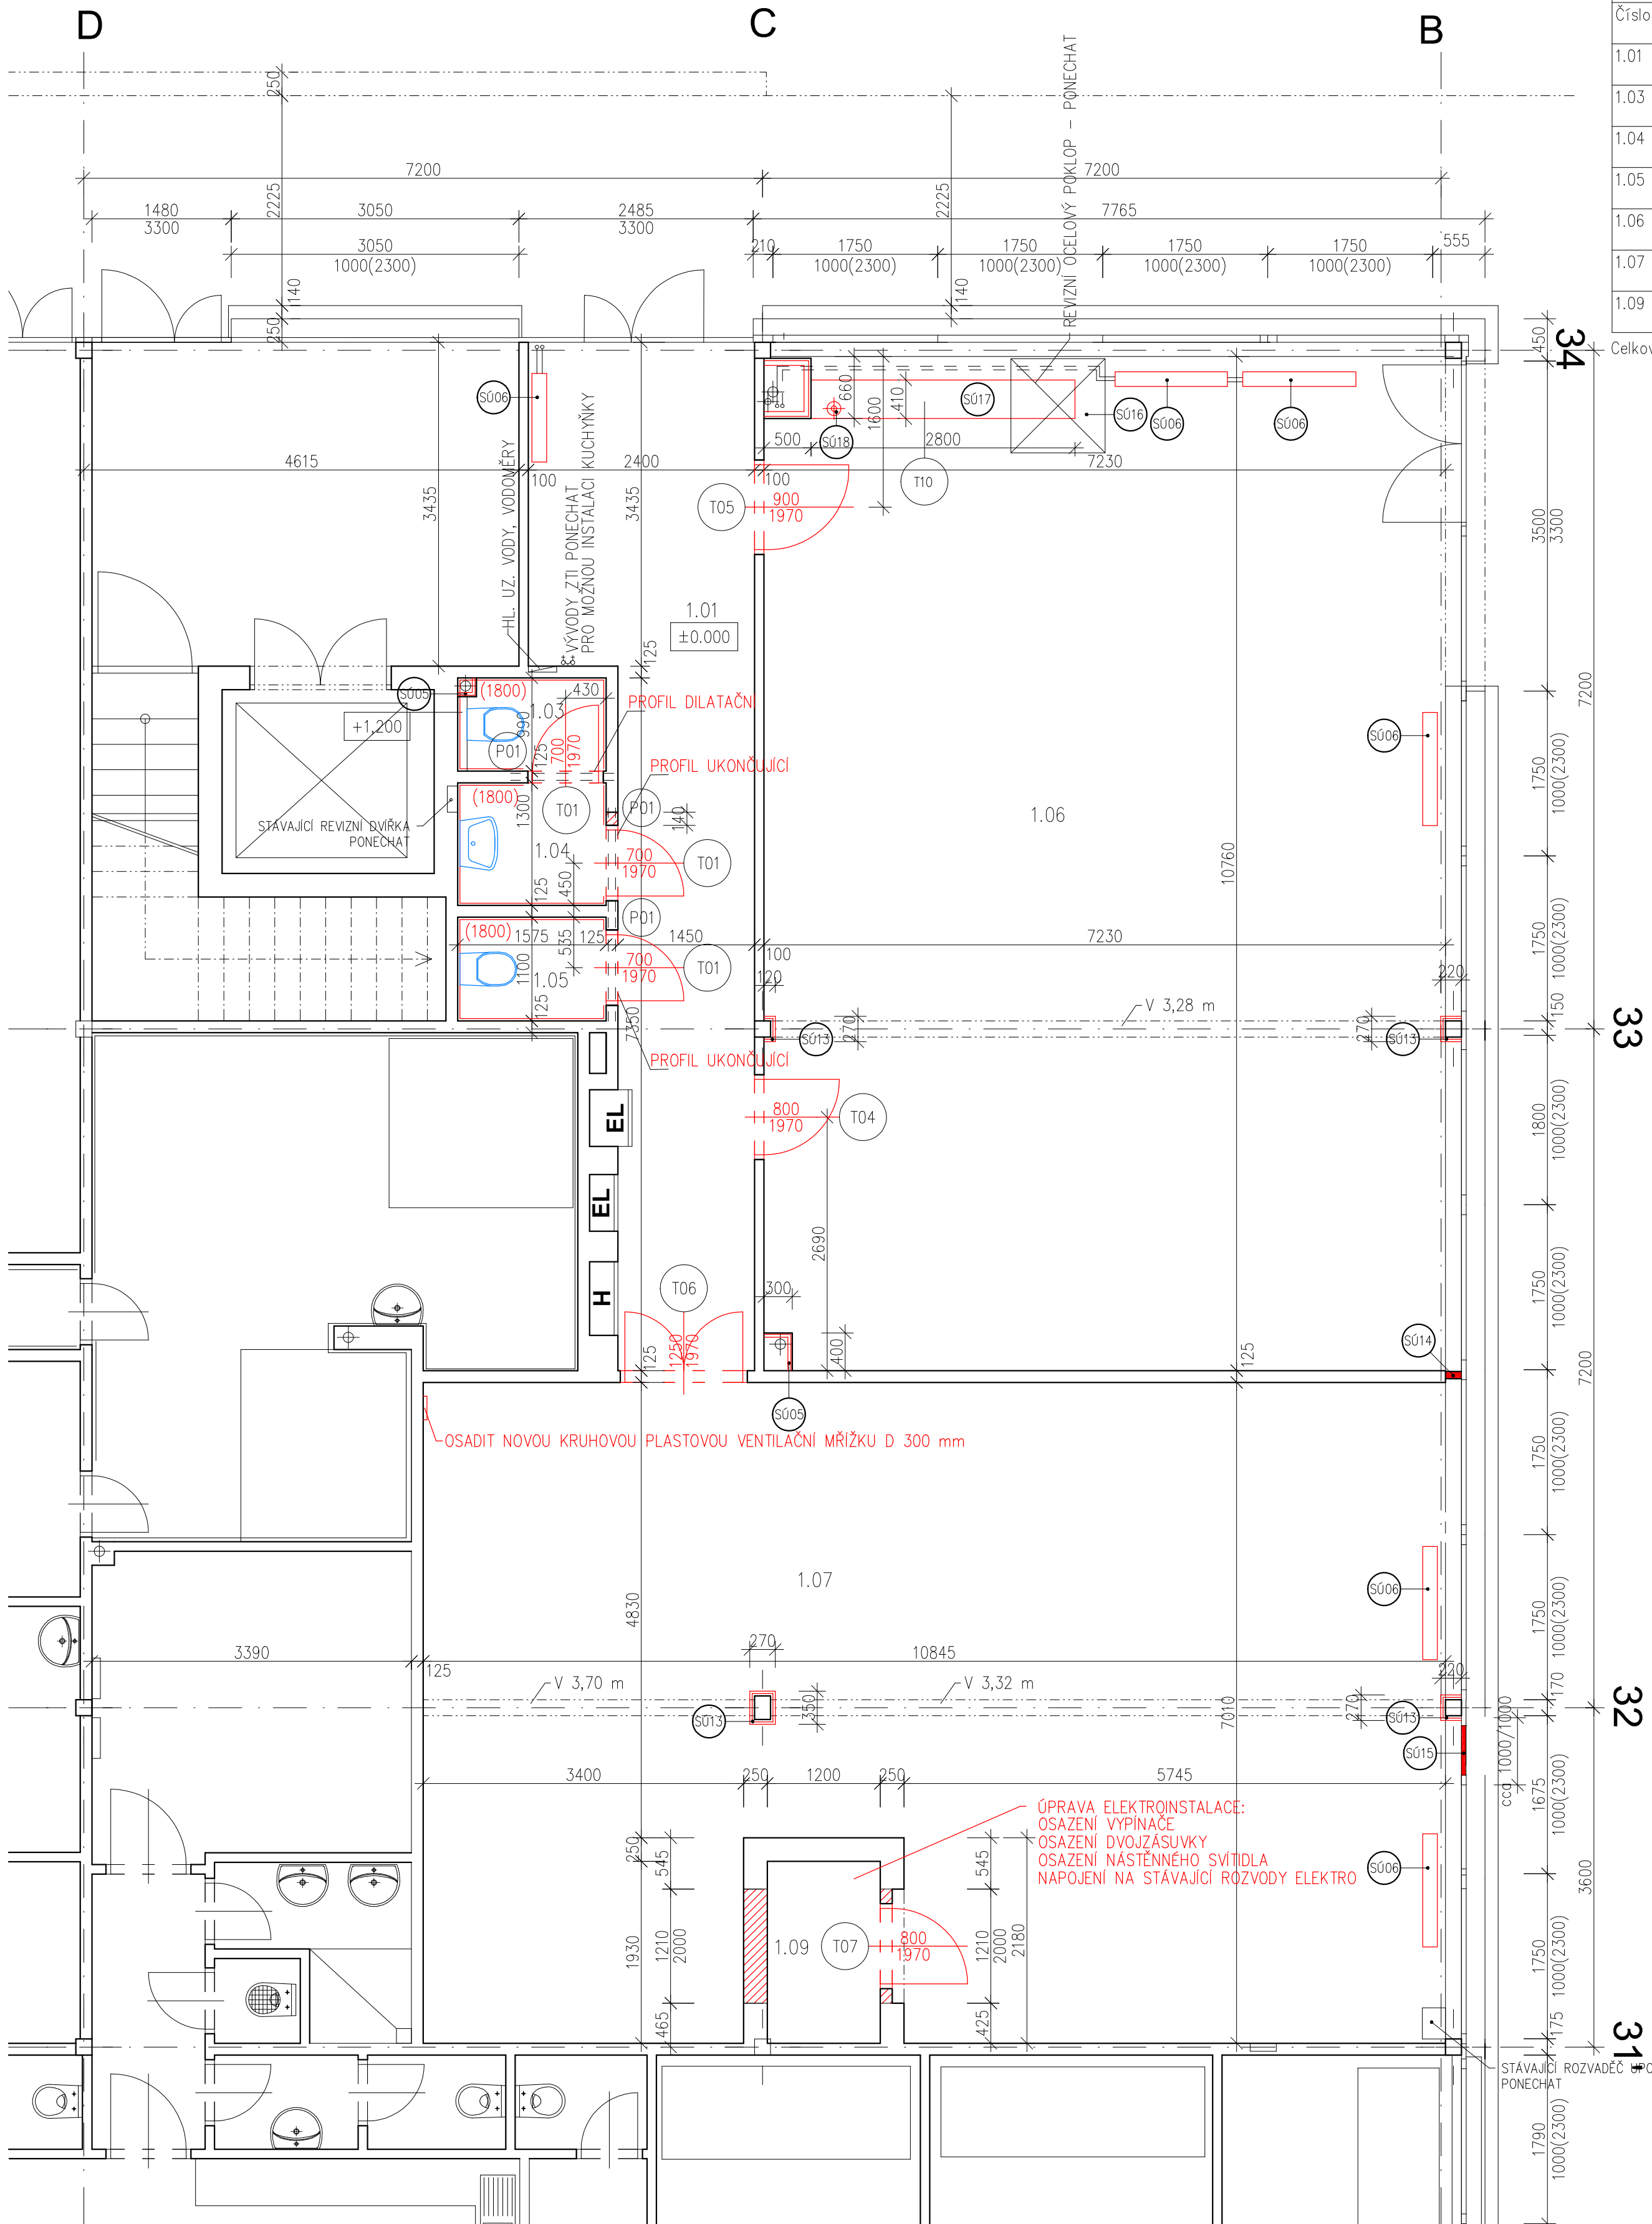 D
C
B
Číslo
1.01
1.03
1.04
1.05
1.06
1.07
1.09
Celkov
250
7200
7200
2225
2225
REVIZNÍ OCELOVÝ POKLOP - PONECHAT
1480
3300
3050
2485
3300
7765
3050
1000(2300)
210
1750
1000(2300)
1750
1000(2300)
1750
1000(2300)
1750
1000(2300)
555
140
250
140
450
34
SÚ06
660
1600
410
SÚ17
SÚ16
SÚ06
SÚ06
SÚ18
500
2800
4615
100
2400
100
7230
T10
3435
3435
HL. UZ. VODY, VODOMĚRY
VÝVODY ZTI PONECHAT
PRO MOŽNOU INSTALACI KUCHYŇKY
T05
900
1970
3500
3300
1.01
±0.000
125
SÚ05
(1800)
430
1.03
PROFIL DILATAČNÍ
+1,200
990
P01
125
700
1970
7200
SÚ06
PROFIL UKONČUJÍCÍ
1750
1000(2300)
(1800)
1300
T01
P01
140
STÁVAJÍCÍ REVIZNÍ DVÍŘKA
PONECHAT
1.06
1.04
700
1970
T01
10760
125
450
P01
(1800)
1575
535
125
1450
7230
100
1750
1000(2300)
1100
1.05
700
1970
T01
120
220
125
7350
V 3,28 m
150
33
SÚ13
270
270
SÚ13
PROFIL UKONČUJÍCÍ
EL
800
1970
T04
1800
1000(2300)
EL
2690
H
T06
300
1750
1000(2300)
1250
1970
125
400
125
SÚ14
7200
SÚ05
OSADIT NOVOU KRUHOVOU PLASTOVOU VENTILAČNÍ MŘÍŽKU D 300 mm
1750
1000(2300)
1.07
SÚ06
4830
1750
1000(2300)
3390
125
270
10845
220
V 3,70 m
V 3,32 m
170
32
SÚ13
350
7010
270
SÚ13
SÚ15
cca 1000/1000
3400
250
1200
250
5745
1675
1000(2300)
ÚPRAVA ELEKTROINSTALACE:
OSAZENÍ VYPÍNAČE
OSAZENÍ DVOJZÁSUVKY
OSAZENÍ NÁSTĚNNÉHO SVÍTIDLA
NAPOJENÍ NA STÁVAJÍCÍ ROZVODY ELEKTRO
250
545
545
SÚ06
3600
1930
1210
2000
1.09
T07
800
1970
1210
2000
2180
1750
1000(2300)
465
425
175
31
STÁVAJÍCÍ ROZVADĚČ UPC
PONECHAT
1790
1000(2300)